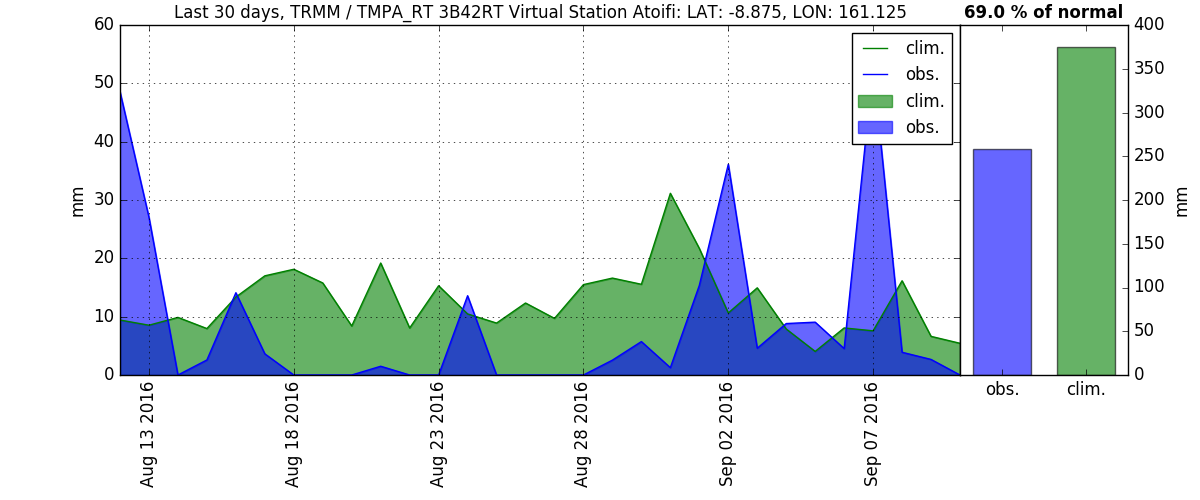 Last 30 days, TRMM / TMPA_RT 3B42RT Virtual Station Atoifi: LAT: -8.875, LON: 161.125
69.0 % of normal
60
50
40
30
20
10
0
mm
clim.
obs.
clim.
obs.
Aug 13 2016
Aug 18 2016
Aug 23 2016
Aug 28 2016
Sep 02 2016
Sep 07 2016
400
350
300
250
200
150
100
50
0
mm
obs.
clim.